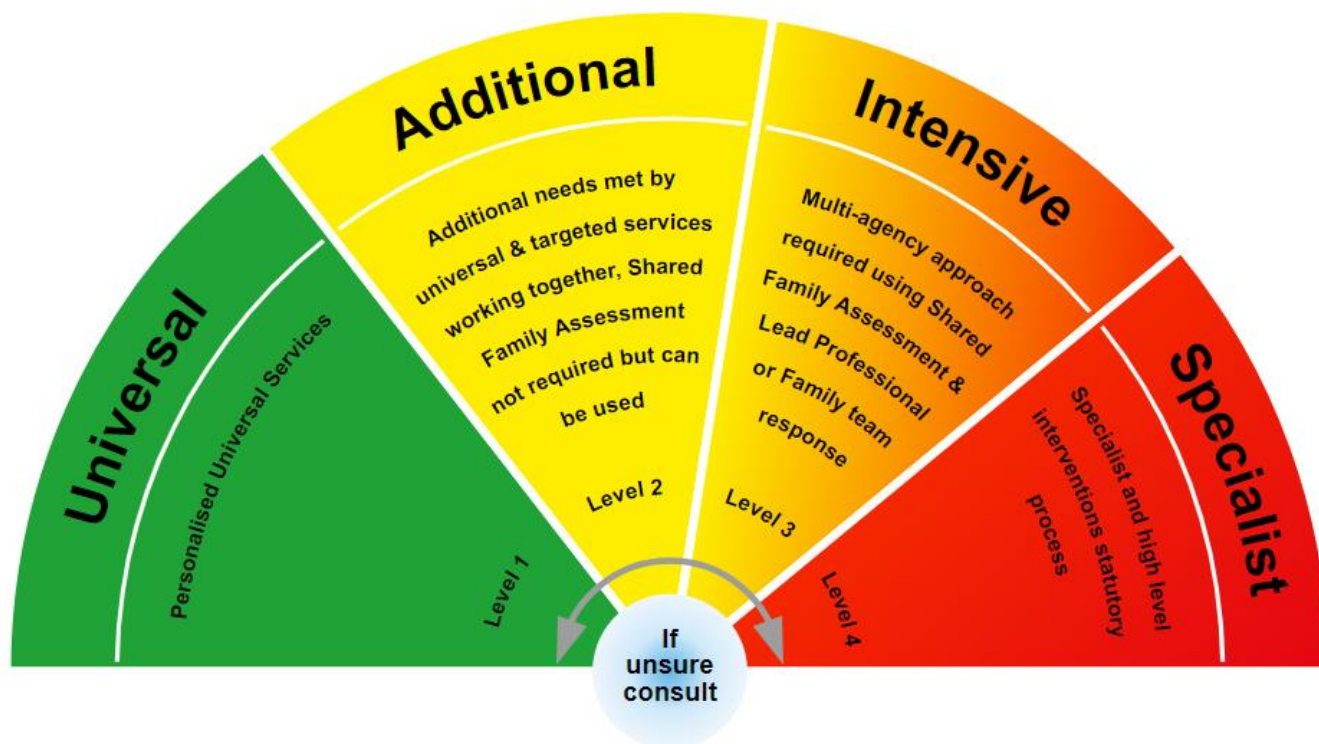 Universal
Personalised Universal Services
Level 1
Additional
Additional needs met by
universal & targeted services
working together, Shared
Family Assessment
not required but can
be used
Level 2
Intensive
Multi-agency approach
required using Shared
Family Assessment &
Lead Professional
or Family team
response
Level 3
Specialist
Specialist and high level
interventions statutory
process
Level 4
If
unsure
consult